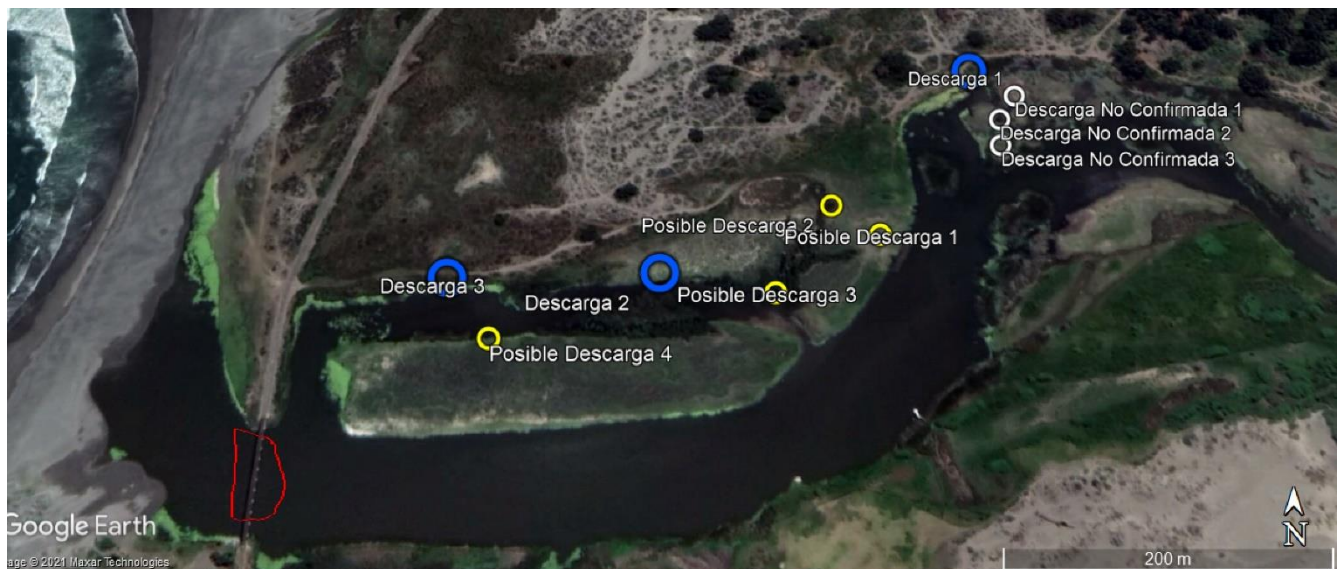 Descarga 1
Descarga No Confirmada 1
Descarga No Confirmada 2
Descarga No Confirmada 3
Posible Descarga 2
Posible Descarga 1
Descarga 3
Descarga 2
Posible Descarga 3
Posible Descarga 4
Google Earth
age © 2021 Maxar Technologies
N
200 m